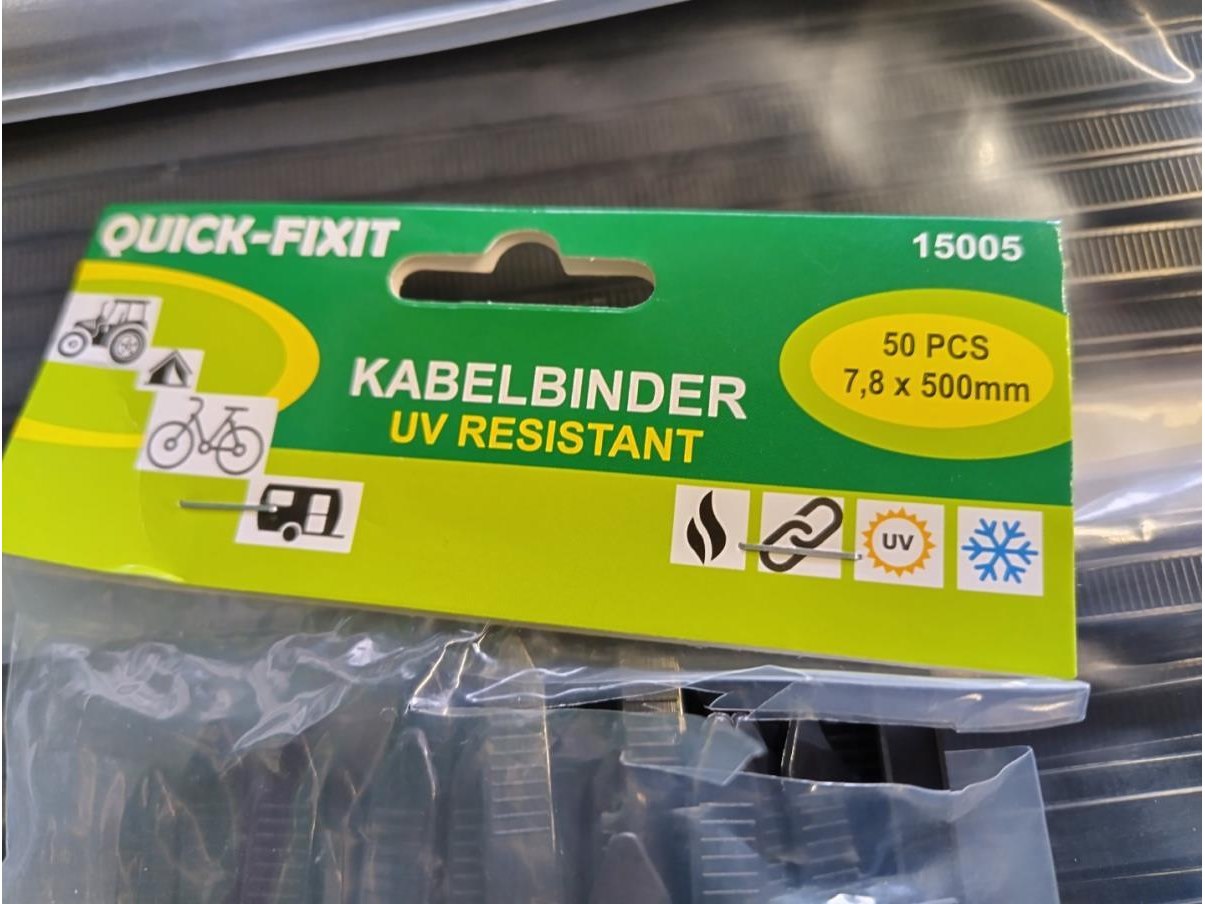 QUICK-FIXIT
15005
50 PCS
7,8 x 500mm
KABELBINDER
UV RESISTANT
UV